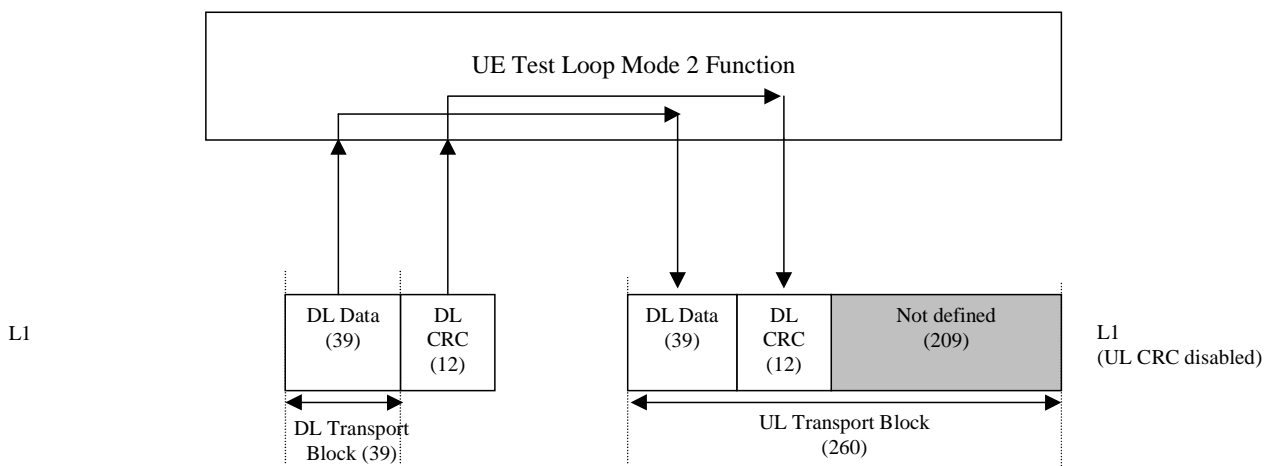 UE Test Loop Mode 2 Function
L1
DL Data
(39)
DL
CRC
(12)
DL Data
(39)
DL
CRC
(12)
Not defined
(209)
L1
(UL CRC disabled)
DL Transport
Block (39)
UL Transport Block
(260)